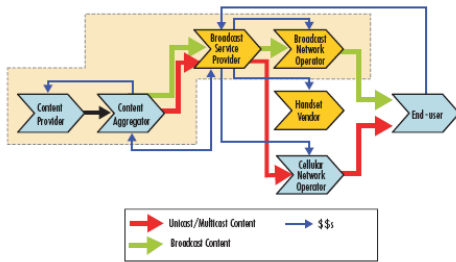 Broadcast
Service
Provider
Broadcast
Network
Operator
Content
Provider
Content
Aggregator
Handset
Vendor
End - user
Cellular
Network
Operator
Unicast/Multicast Content
$$s
Broadcast Content